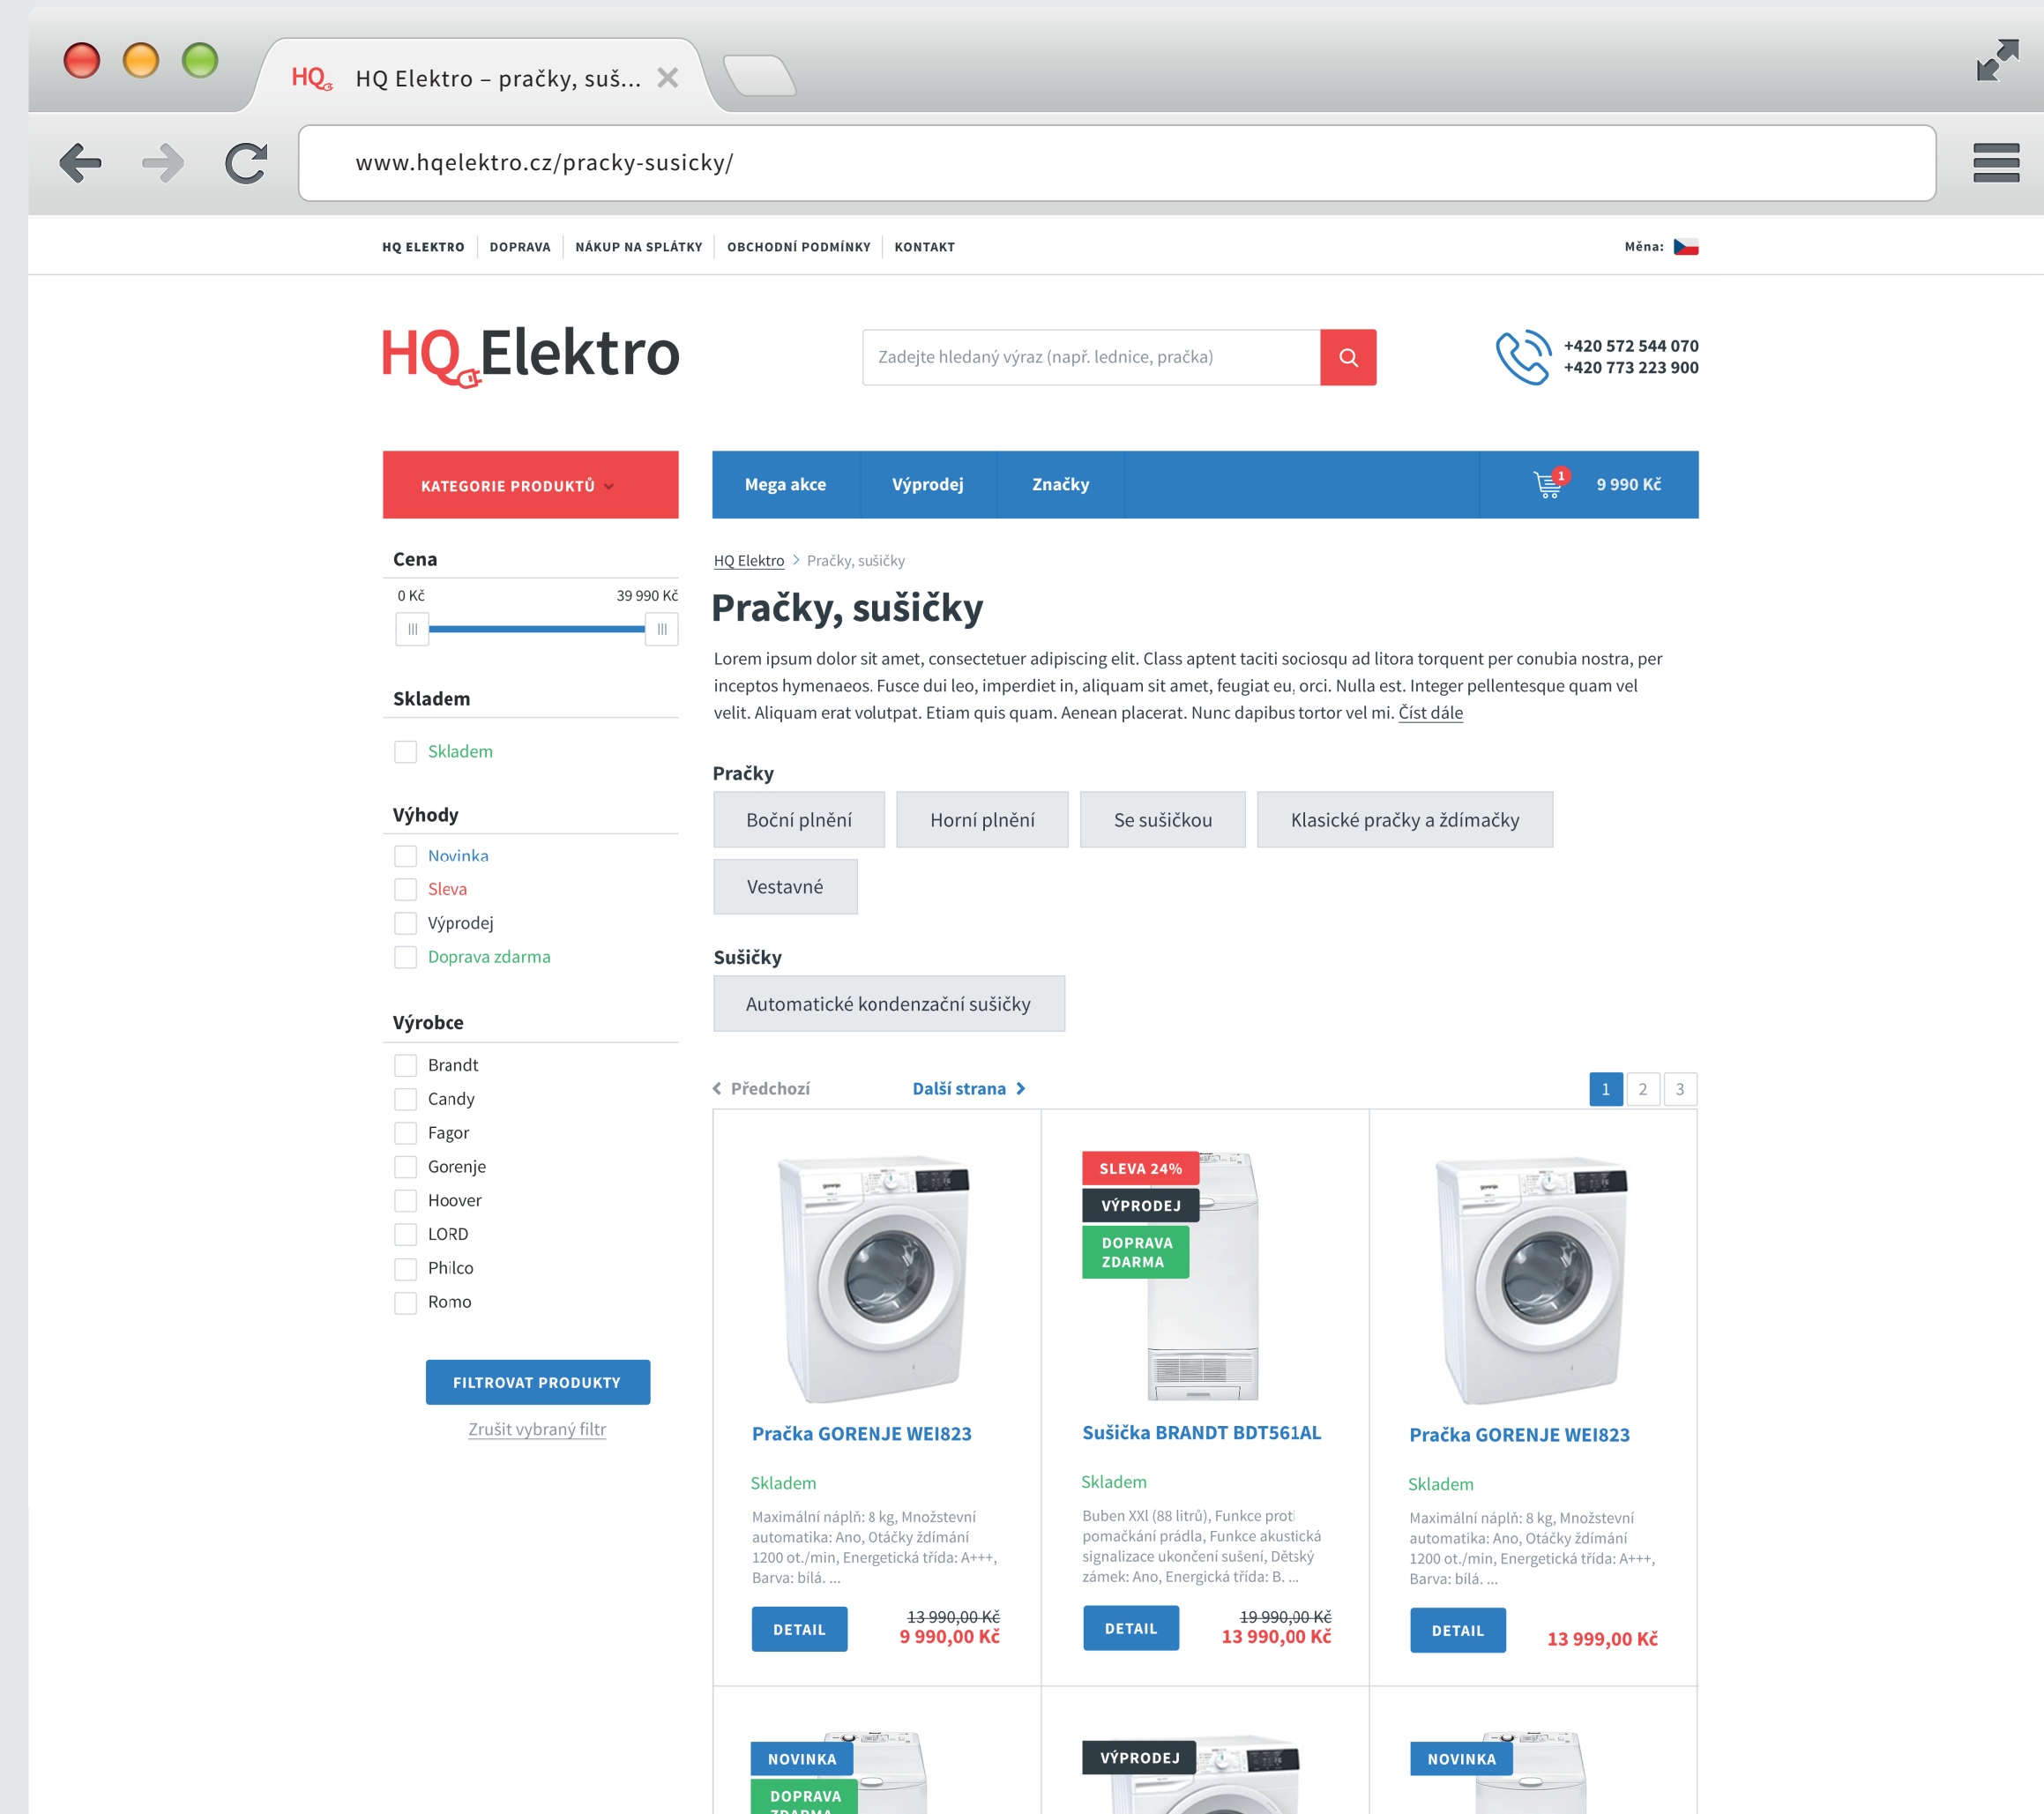 HQ HQ Elektro – pračky, suš...
www.hqelektro.cz/pracky-susicky/
HQ ELEKTRO DOPRAVA NÁKUP NA SPLÁTKY OBCHODNÍ PODMÍNKY KONTAKT Měna:
HQ Elektro
Zadejte hledaný výraz (např. lednice, pračka)
+420 572 544 070
+420 773 223 900
KATEGORIE PRODUKTŮ
Mega akce Výprodej Značky 1 9 990 Kč
Cena
0 Kč 39 990 Kč
Skladem
Skladem
Výhody
Novinka
Sleva
Výprodej
Doprava zdarma
Výrobce
Brandt
Candy
Fagor
Gorenje
Hoover
LORD
Philco
Romo
FILTROVAT PRODUKTY
Zrušit vybraný filtr
HQ Elektro Pračky, sušičky
Pračky, sušičky
Lorem ipsum dolor sit amet, consectetuer adipiscing elit. Class aptent taciti sociosqu ad litora torquent per conubia nostra, per
inceptos hymenaeos. Fusce dui leo, imperdiet in, aliquam sit amet, feugiat eu, orci. Nulla est. Integer pellentesque quam vel
velit. Aliquam erat volutpat. Etiam quis quam. Aenean placerat. Nunc dapibus tortor vel mi. Číst dále
Pračky
Boční plnění Horní plnění Se sušičkou Klasické pračky a ždímačky
Vestavné
Sušičky
Automatické kondenzační sušičky
Předchozí Další strana 1 2 3
gorenje
Pračka GORENJE WEI823
Skladem
Maximální náplň: 8 kg, Množstevní
automatika: Ano, Otáčky ždímání
1200 ot./min, Energetická třída: A+++,
Barva: bílá. ...
DETAIL
13 990,00 Kč
9 990,00 Kč
SLEVA 24%
VÝPRODEJ
DOPRAVA
ZDARMA
Sušička BRANDT BDT561AL
Skladem
Buben XXl (88 litrů), Funkce proti
pomačkání prádla, Funkce akustická
signalizace ukončení sušení, Dětský
zámek: Ano, Energická třída: B. ...
DETAIL
19 990,00 Kč
13 990,00 Kč
gorenje
Pračka GORENJE WEI823
Skladem
Maximální náplň: 8 kg, Množstevní
automatika: Ano, Otáčky ždímání
1200 ot./min, Energetická třída: A+++,
Barva: bílá. ...
DETAIL
13 999,00 Kč
NOVINKA
DOPRAVA
ZDARMA
VÝPRODEJ
NOVINKA